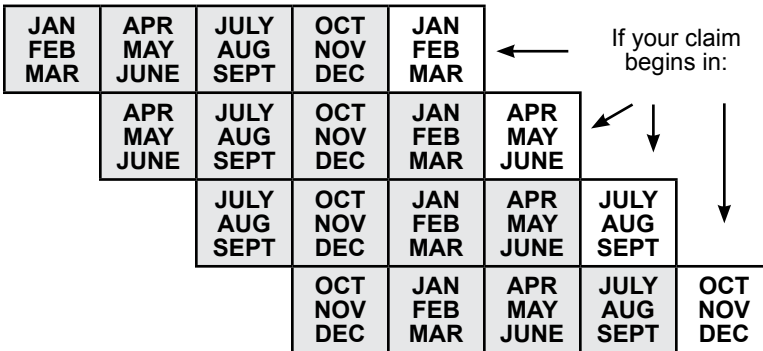 JAN APR JULY OCT JAN
FEB MAY AUG NOV FEB
MAR JUNE SEPT DEC MAR
If your claim
begins in:
APR JULY OCT JAN APR
MAY AUG NOV FEB MAY
JUNE SEPT DEC MAR JUNE
JULY OCT JAN APR JULY
AUG NOV FEB MAY AUG
SEPT DEC MAR JUNE SEPT
OCT JAN APR JULY OCT
NOV FEB MAY AUG NOV
DEC MAR JUNE SEPT DEC